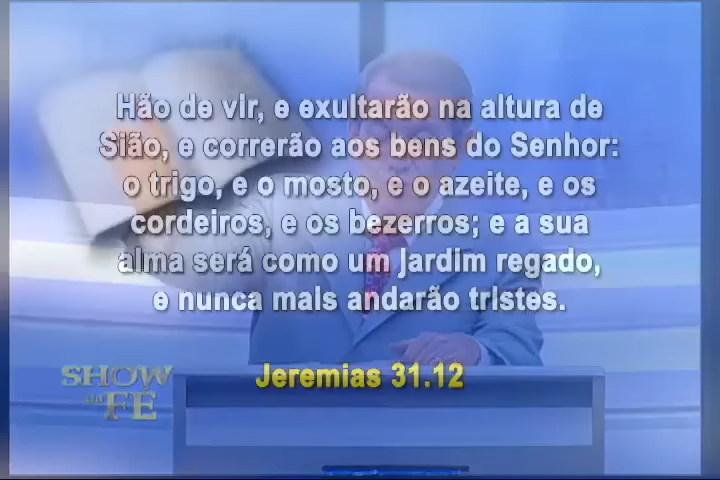 Hão de vir, e exultarão na altura de
Sião, e correrão aos bens do Senhor:
o trigo, e o mosto, e o azeite, e os
cordeiros, e os bezerros; e a sua
alma será como um jardim regado,
e nunca mais andarão tristes.
Jeremias 31.12
SHOW
da FÉ